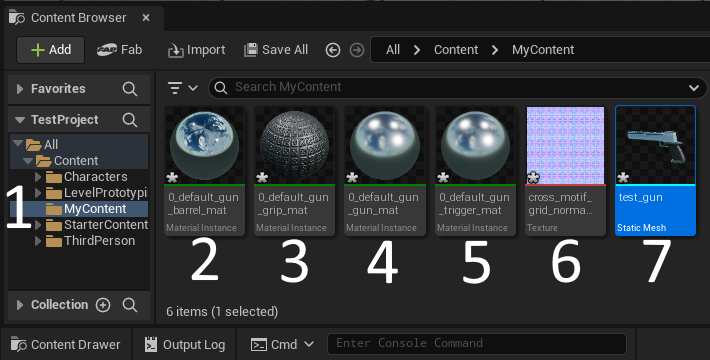 Content Browser
Add Fab Import Save All All Content MyContent
Favorites
Search MyContent
TestProject
All
Content
Characters
LevelPrototypi
MyContent
StarterContent
ThirdPerson
Collection
1
0_default_gun
_barrel_mat
Material Instance
0_default_gun
_grip_mat
Material Instance
0_default_gun
_gun_mat
Material Instance
0_default_gun
_trigger_mat
Material Instance
cross_motif_
grid_norma...
Texture
test_gun
Static Mesh
2 3 4 5 6 7
6 items (1 selected)
Content Drawer Output Log Cmd Enter Console Command